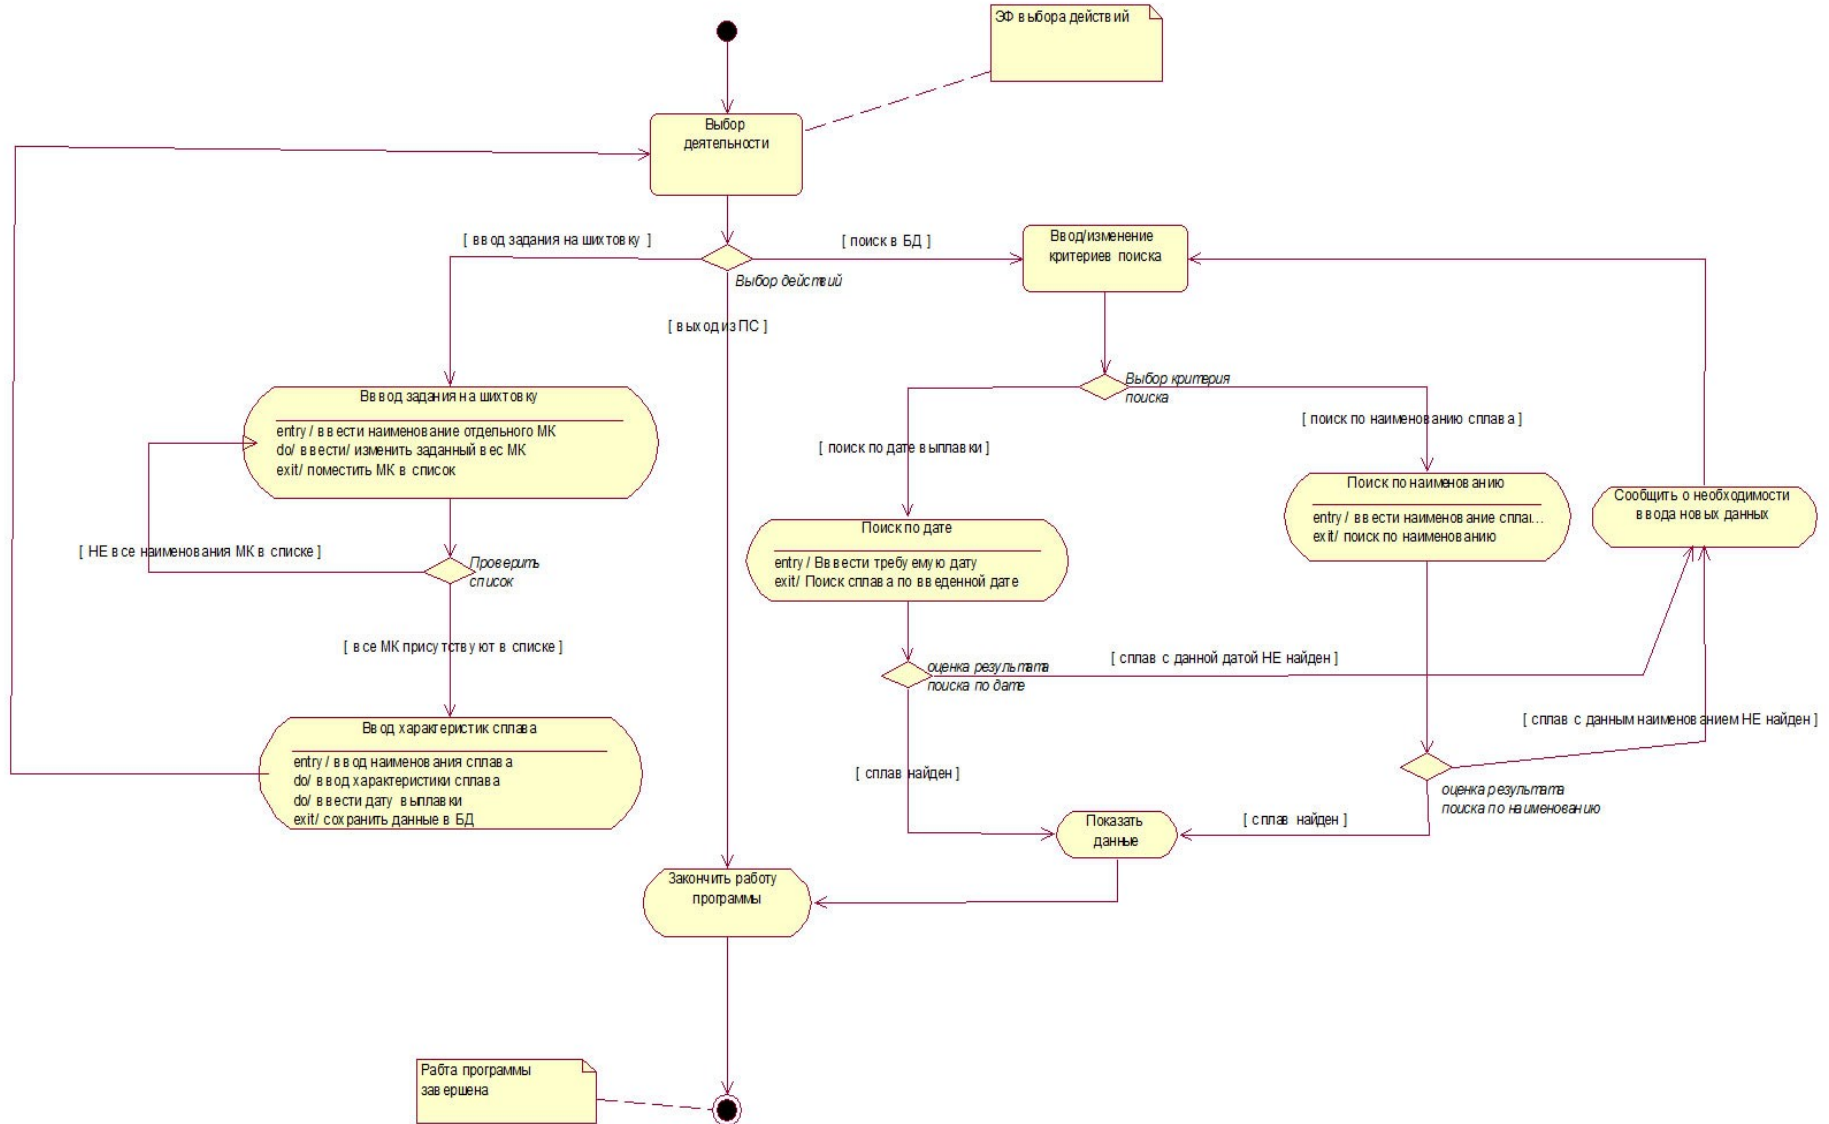 ЭФ выбора действий
Выбор
деятельности
[ ввод задания на шихтовку ]
[ поиск в БД ]
Ввод/изменение
критериев поиска
Выбор действий
[ выход из ПС ]
Выбор критерия
поиска
Вввод задания на шихтовку
entry / ввести наименование отдельного МК
do/ ввести/ изменить заданный вес МК
exit/ поместить МК в список
[ поиск по дате выплавки ]
[ поиск по наименованию сплава ]
Поиск по наименованию
entry / ввести наименование спла...
exit/ поиск по наименованию
Сообщить о необходимости
ввода новых данных
Поиск по дате
entry / Вввести требуемую дату
exit/ Поиск сплава по введенной дате
[ НЕ все наименования МК в списке ]
Проверить
список
[ все МК присутствуют в списке ]
оценка результата
поиска по дате
[ сплав с данной датой НЕ найден ]
[ сплав с данным наименованием НЕ найден ]
Ввод характеристик сплава
entry / ввод наименования сплава
do/ ввод характеристики сплава
do/ ввести дату выплавки
exit/ сохранить данные в БД
[ сплав найден ]
оценка результата
поиска по наименованию
[ сплав найден ]
Показать
данные
Закончить работу
программы
Рабта программы
завершена